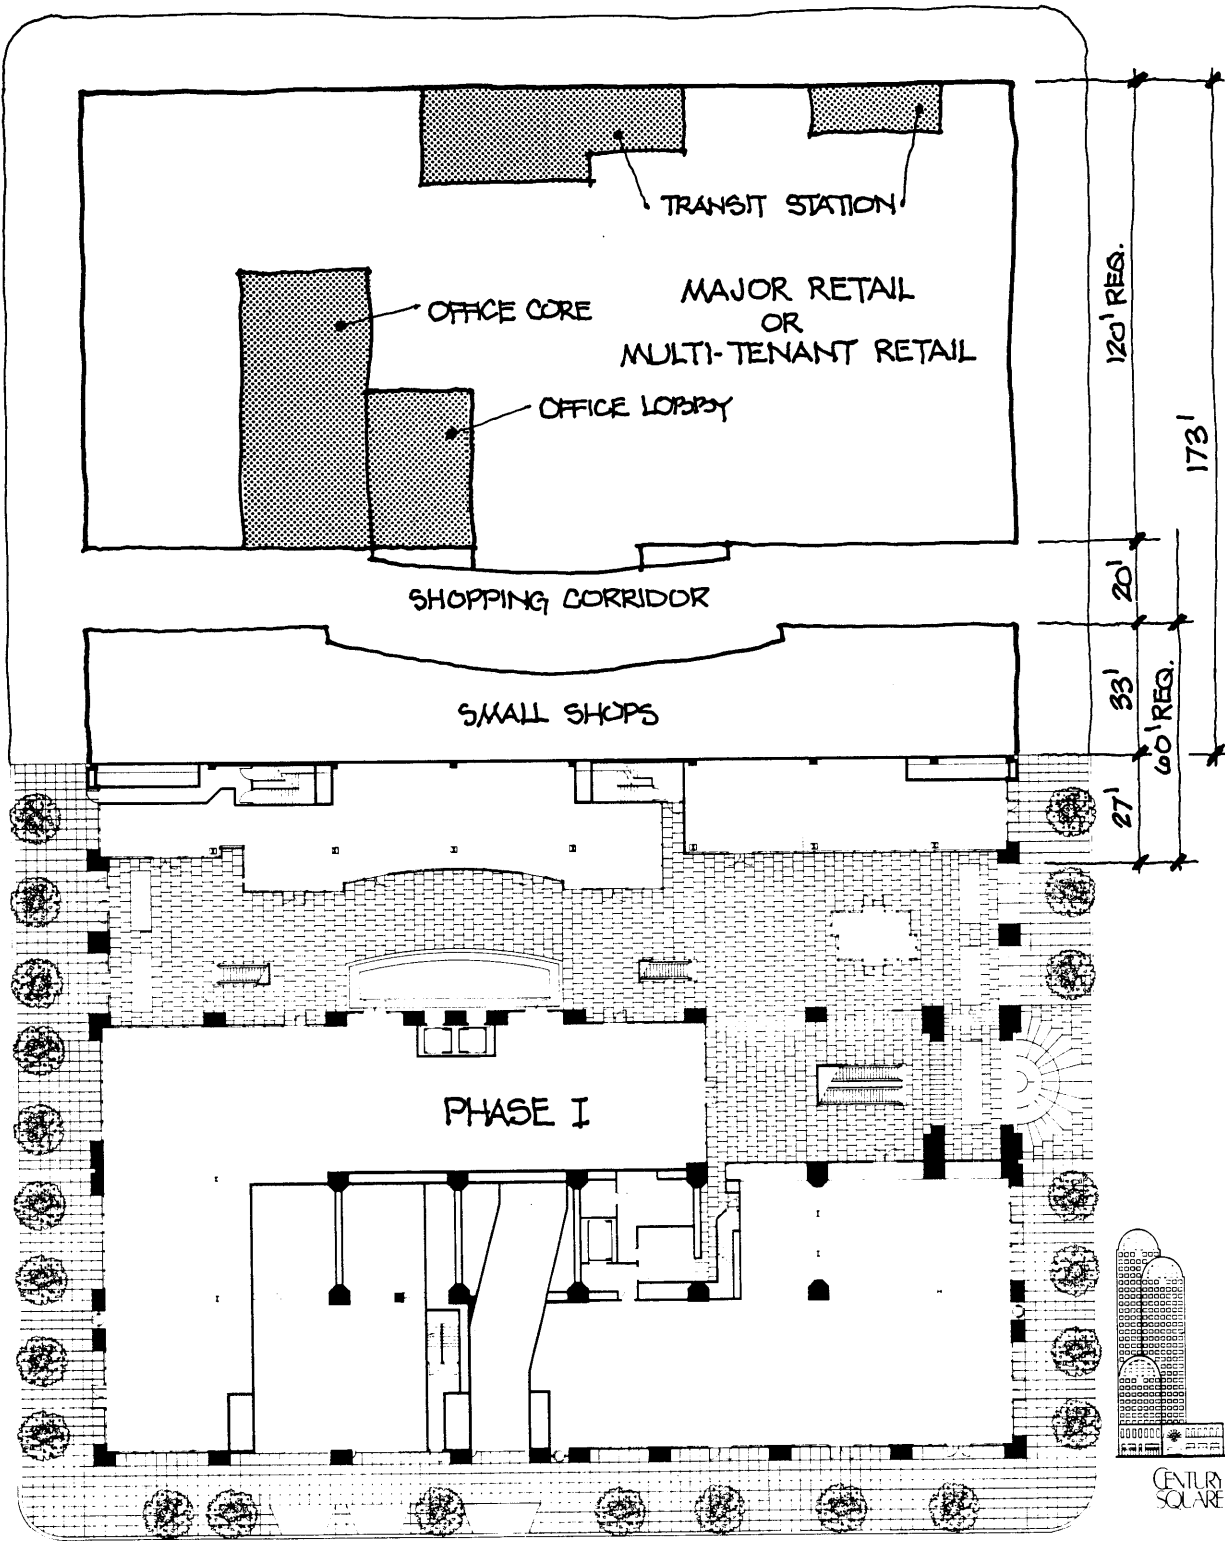 TRANSIT STATION
OFFICE CORE
MAJOR RETAIL
OR
MULTI-TENANT RETAIL
OFFICE LOBBY
120' REQ.
173'
SHOPPING CORRIDOR
20'
SMALL SHOPS
33'
60' REQ.
27'
PHASE I
CENTURY
SQUARE